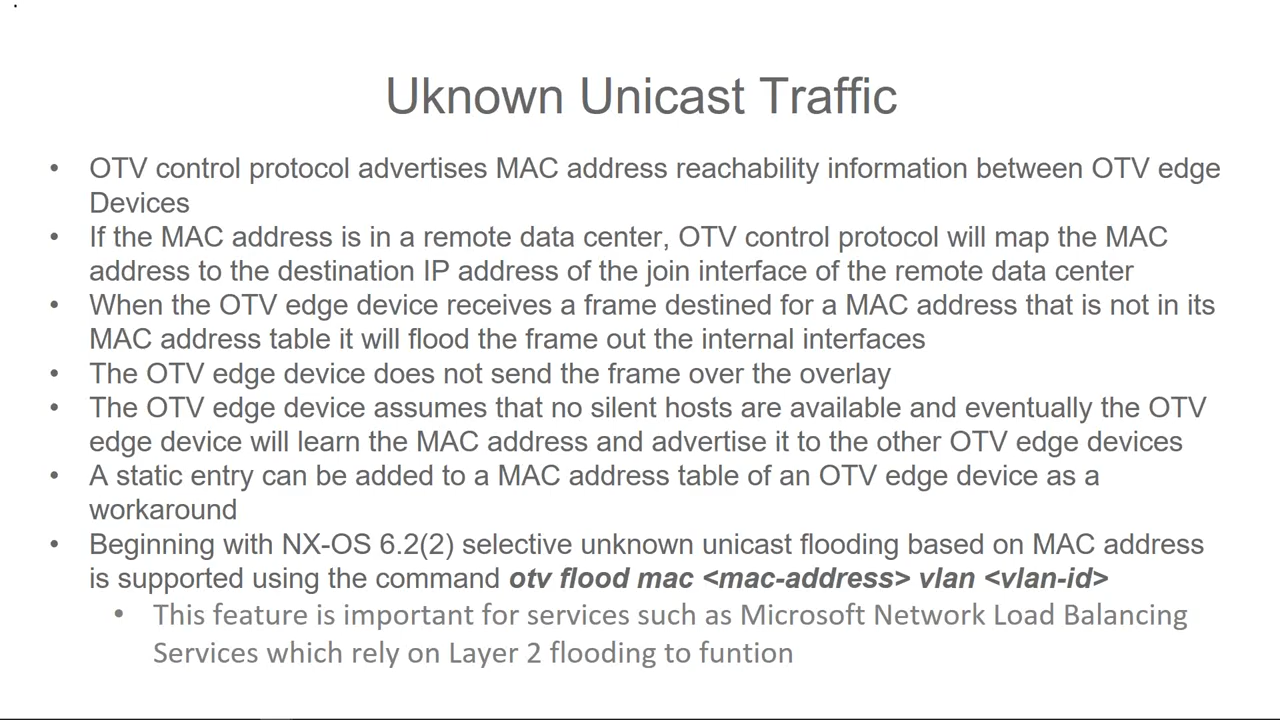 Uknown Unicast Traffic
• OTV control protocol advertises MAC address reachability information between OTV edge
Devices
• If the MAC address is in a remote data center, OTV control protocol will map the MAC
address to the destination IP address of the join interface of the remote data center
• When the OTV edge device receives a frame destined for a MAC address that is not in its
MAC address table it will flood the frame out the internal interfaces
• The OTV edge device does not send the frame over the overlay
• The OTV edge device assumes that no silent hosts are available and eventually the OTV
edge device will learn the MAC address and advertise it to the other OTV edge devices
• A static entry can be added to a MAC address table of an OTV edge device as a
workaround
• Beginning with NX-OS 6.2(2) selective unknown unicast flooding based on MAC address
is supported using the command otv flood mac <mac-address> vlan <vlan-id>
• This feature is important for services such as Microsoft Network Load Balancing
Services which rely on Layer 2 flooding to funtion